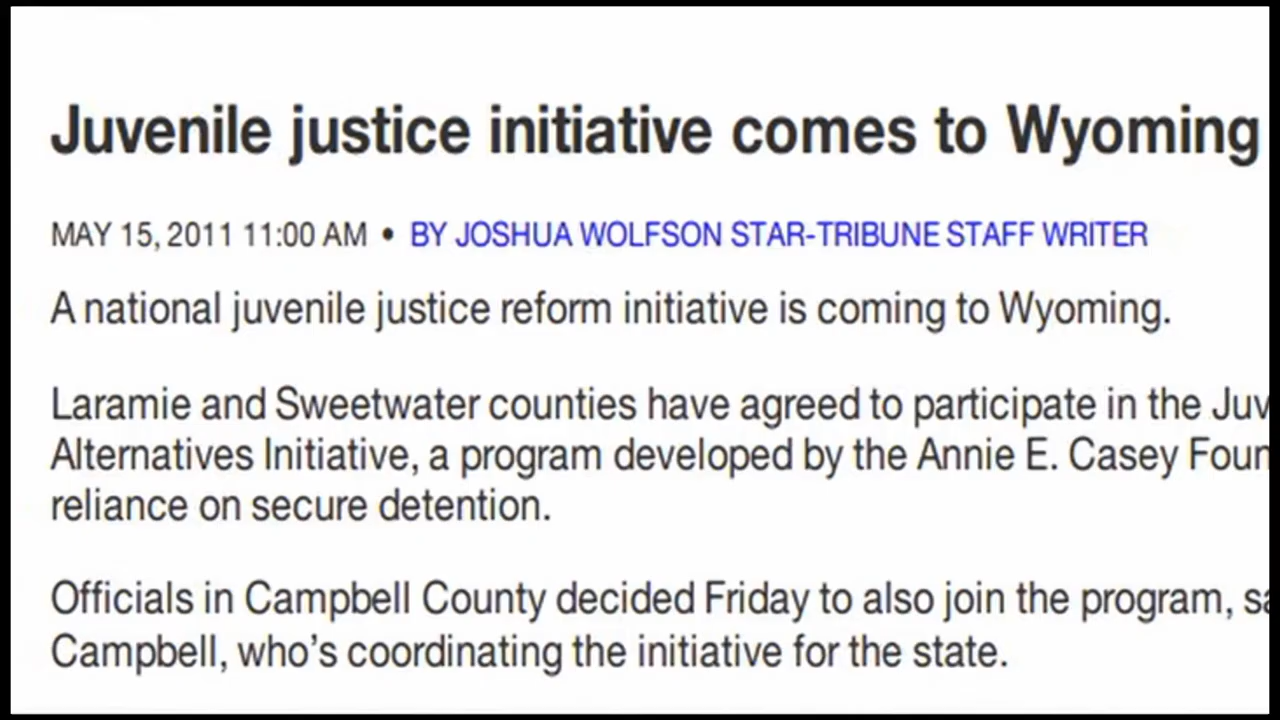 Juvenile justice initiative comes to Wyoming
MAY 15, 2011 11:00 AM • BY JOSHUA WOLFSON STAR-TRIBUNE STAFF WRITER
A national juvenile justice reform initiative is coming to Wyoming.
Laramie and Sweetwater counties have agreed to participate in the
Alternatives Initiative, a program developed by the Annie E. Casey
reliance on secure detention.
Officials in Campbell County decided Friday to also join the program,
Campbell, who's coordinating the initiative for the state.